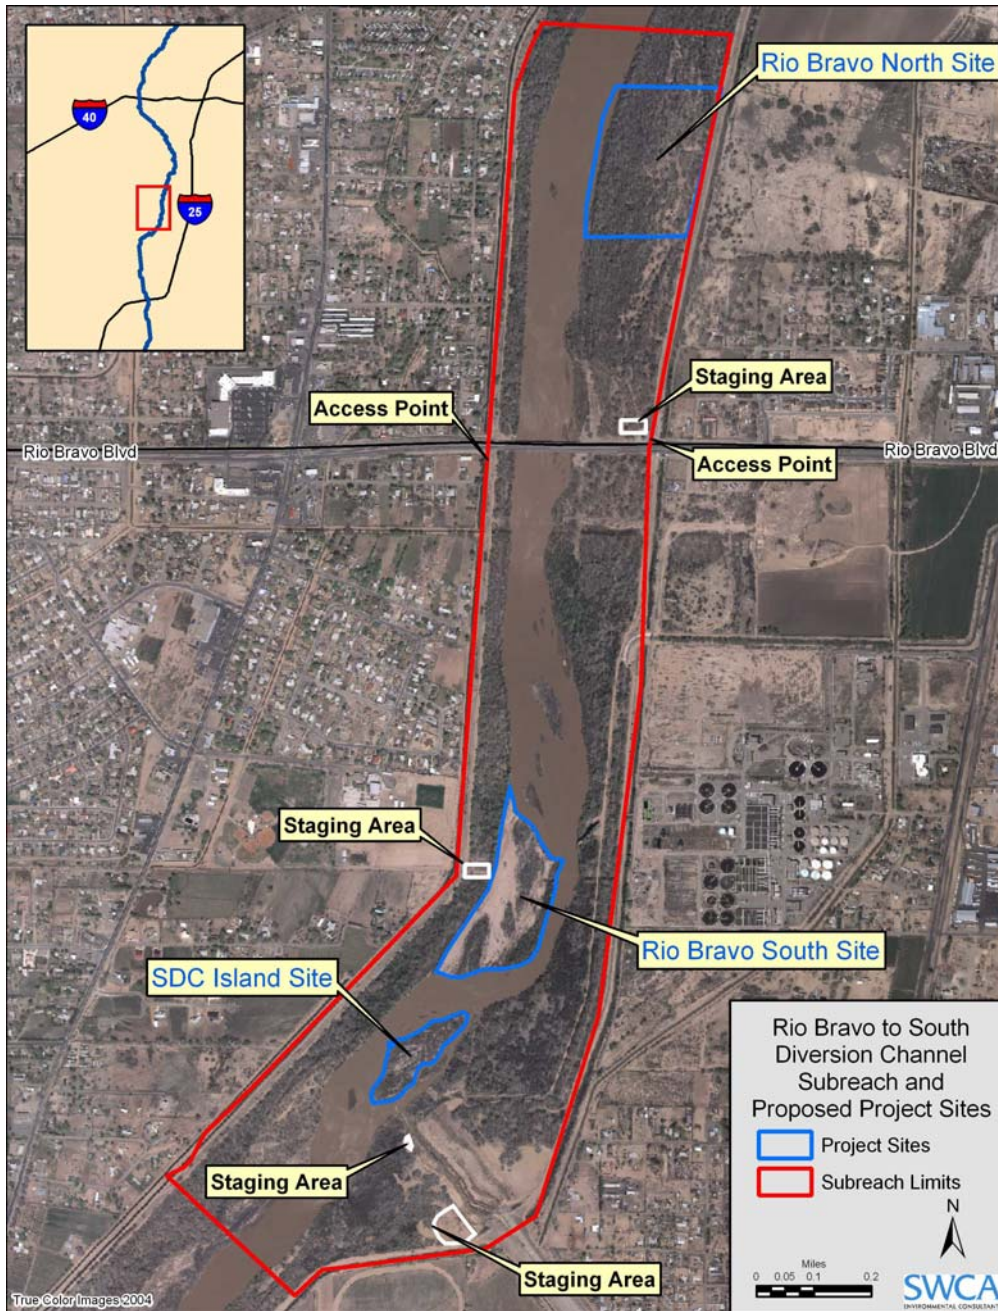 40
25
Rio Bravo North Site
Staging Area
Access Point
Rio Bravo Blvd
Rio Bravo Blvd
Access Point
Staging Area
Rio Bravo South Site
SDC Island Site
Staging Area
Staging Area
Rio Bravo to South
Diversion Channel
Subreach and
Proposed Project Sites
Project Sites
Subreach Limits
N
Miles
0 0.05 0.1 0.2
SWCA
ENVIRONMENTAL CONSULTANTS
True Color Images 2004